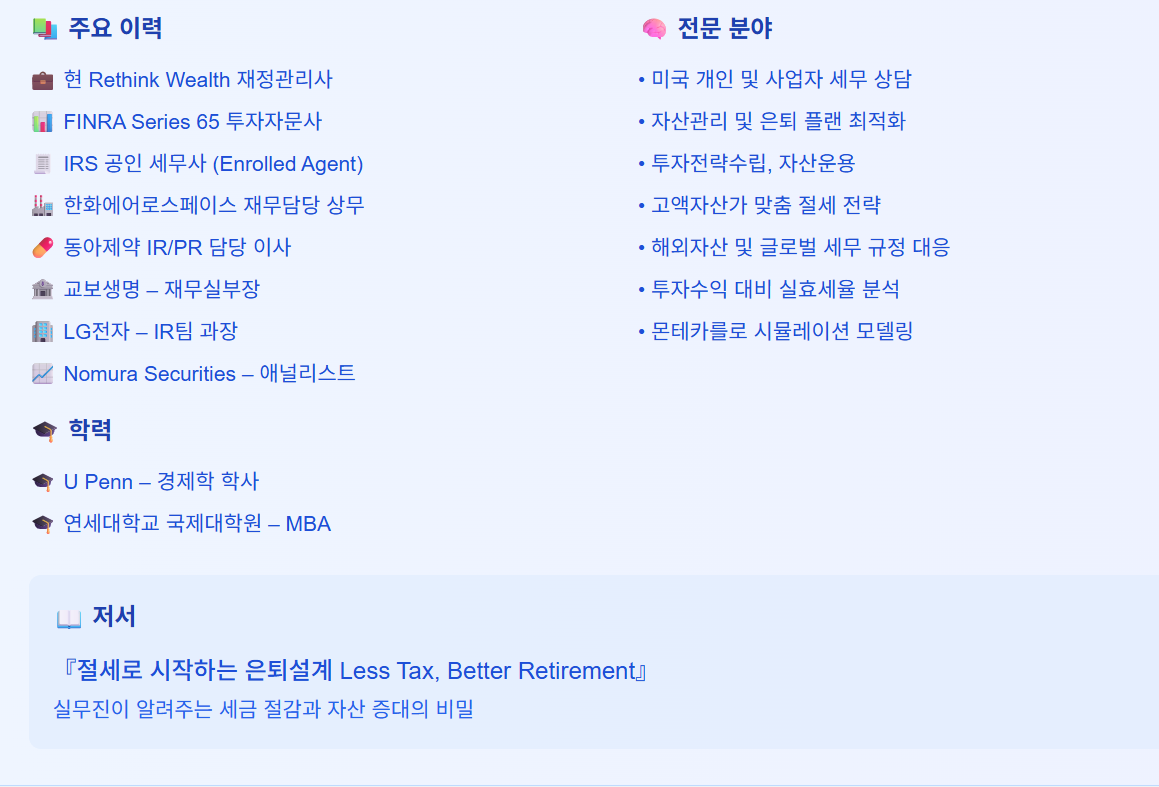 주요 이력
현 Rethink Wealth 재정관리사
FINRA Series 65 투자자문사
IRS 공인 세무사 (Enrolled Agent)
한화에어로스페이스 재무담당 상무
동아제약 IR/PR 담당 이사
교보생명 – 재무실부장
LG전자 – IR팀 과장
Nomura Securities – 애널리스트
학력
U Penn – 경제학 학사
연세대학교 국제대학원 – MBA
전문 분야
• 미국 개인 및 사업자 세무 상담
• 자산관리 및 은퇴 플랜 최적화
• 투자전략수립, 자산운용
• 고액자산가 맞춤 절세 전략
• 해외자산 및 글로벌 세무 규정 대응
• 투자수익 대비 실효세율 분석
• 몬테카를로 시뮬레이션 모델링
저서
『절세로 시작하는 은퇴설계 Less Tax, Better Retirement』
실무진이 알려주는 세금 절감과 자산 증대의 비밀